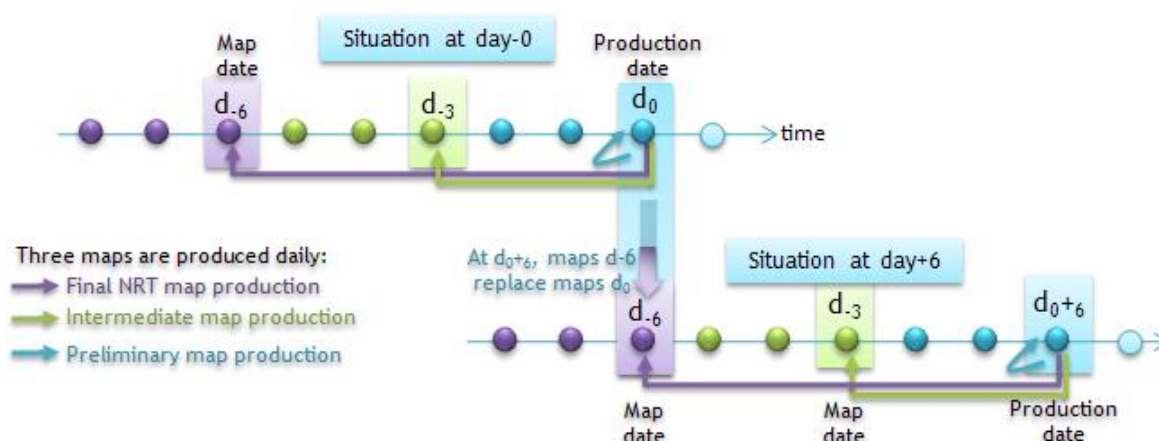 Map
date
Situation at day-0
Production
date
d-6
d-3
d0
time
Three maps are produced daily:
Final NRT map production
Intermediate map production
Preliminary map production
At d0+6, maps d-6
replace maps d0
Situation at day+6
d-6
d-3
d0+6
Map
date
Map
date
Production
date